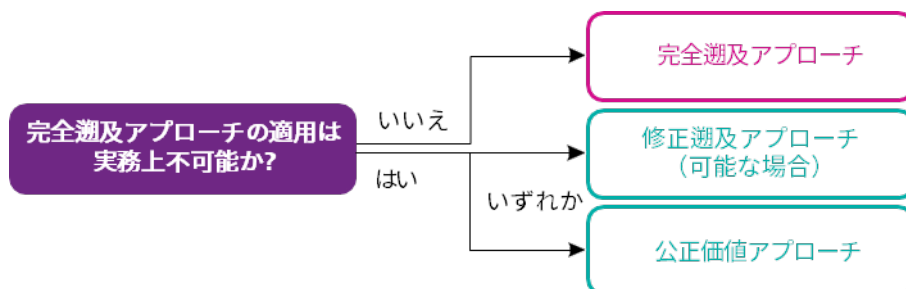 完全遡及アプローチの適用は
実務上不可能か?
いいえ
はい
いずれか
完全遡及アプローチ
修正遡及アプローチ
（可能な場合）
公正価値アプローチ